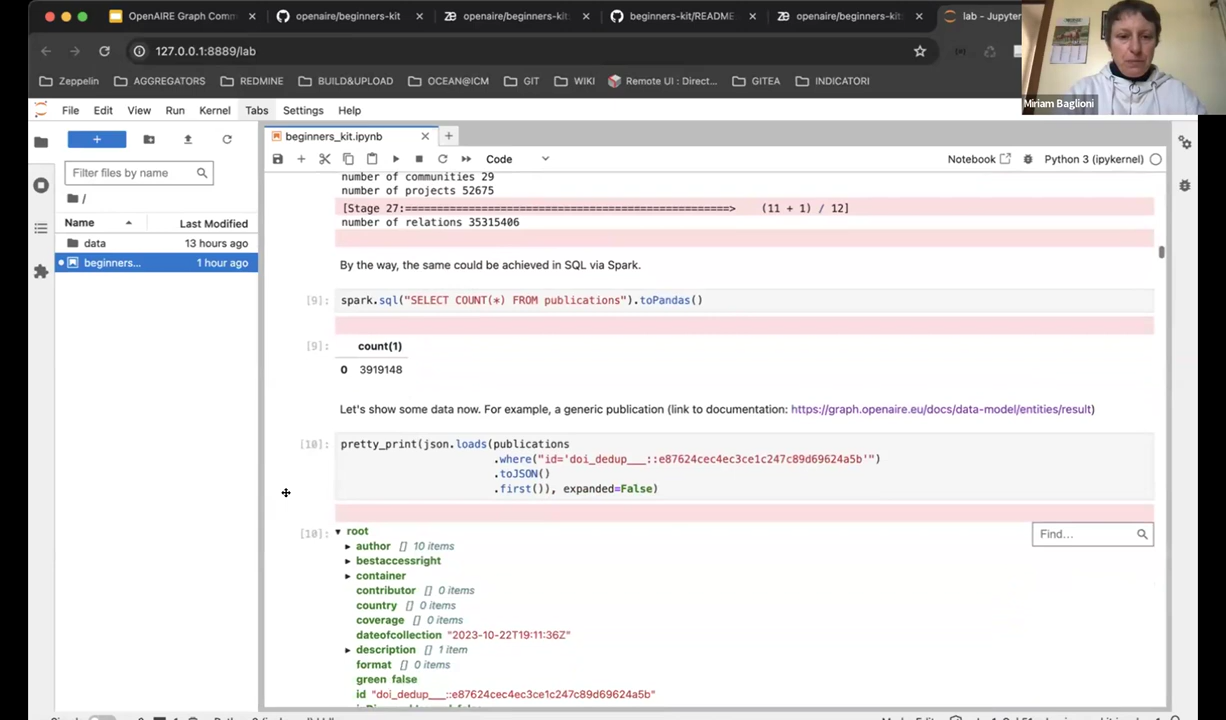 OpenAIRE Graph Comm
openaire/beginners-kit
openaire/beginners-kit
beginners-kit/README
openaire/beginners-kit
lab - Jupyter
127.0.0.1:8889/lab
Zeppelin AGGREGATORS REDMINE BUILD&UPLOAD OCEAN@ICM GIT WIKI Remote UI : Direct... GITEA INDICATORI
Miriam Baglioni
File Edit View Run Kernel Tabs Settings Help
beginners_kit.ipynb
Code
Notebook
Python 3 (ipykernel)
Filter files by name
/
Name Last Modified
data 13 hours ago
beginners... 1 hour ago
number of communities 29
number of projects 52675
[Stage 27:===================================================> (11 + 1) / 12]
number of relations 35315406
By the way, the same could be achieved in SQL via Spark.
[9]: spark.sql("SELECT COUNT(*) FROM publications").toPandas()
[9]: count(1)
0 3919148
Let's show some data now. For example, a generic publication (link to documentation: https://graph.openaire.eu/docs/data-model/entities/result)
[10]: pretty_print(json.loads(publications
.where("id='doi_dedup___::e87624cec4ec3ce1c247c89d69624a5b'")
.toJSON()
.first()), expanded=False)
[10]: root
Find...
author [] 10 items
bestaccessright
container
contributor [] 0 items
country [] 0 items
coverage [] 0 items
dateofcollection "2023-10-22T19:11:36Z"
description [] 1 item
format [] 0 items
green false
id "doi_dedup___::e87624cec4ec3ce1c247c89d69624a5b"